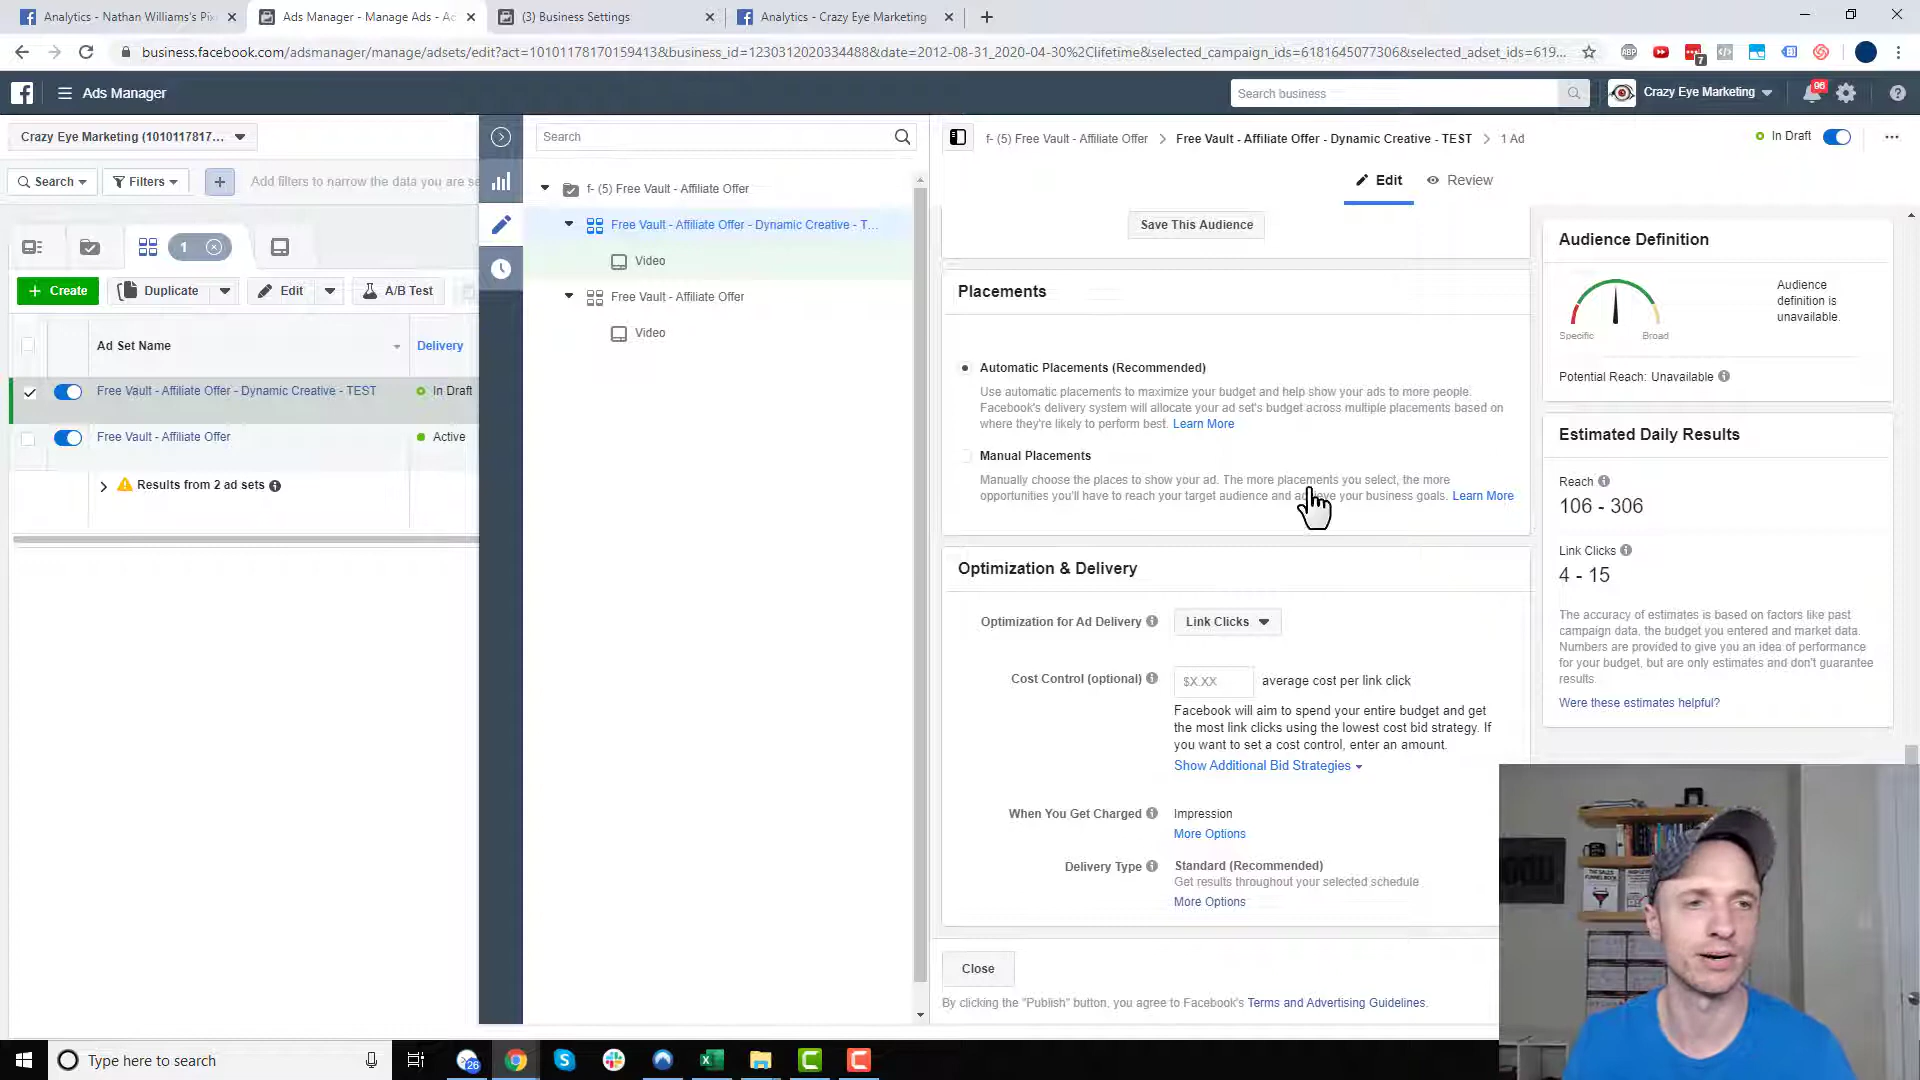 Analytics - Nathan Williams's Pix
Ads Manager - Manage Ads - Ac
(3) Business Settings
Analytics - Crazy Eye Marketing
business.facebook.com/adsmanager/manage/adsets/edit?act=10101178170159413&business_id=1230312020334488&date=2012-08-31_2020-04-30%2Clifetime&selected_campaign_ids=6181645077306&selected_adset_ids=619...
ABP
7
Ads Manager
Search business
Crazy Eye Marketing
98
Crazy Eye Marketing (1010117817...
Search
f- (5) Free Vault - Affiliate Offer
Free Vault - Affiliate Offer - Dynamic Creative - TEST
1 Ad
In Draft
Search
Filters
Add filters to narrow the data you are se
Edit
Review
f- (5) Free Vault - Affiliate Offer
Free Vault - Affiliate Offer - Dynamic Creative - T...
Video
Free Vault - Affiliate Offer
Video
1
Create
Duplicate
Edit
A/B Test
Ad Set Name
Delivery
Free Vault - Affiliate Offer - Dynamic Creative - TEST
In Draft
Free Vault - Affiliate Offer
Active
Results from 2 ad sets
Save This Audience
Placements
Automatic Placements (Recommended)
Use automatic placements to maximize your budget and help show your ads to more people.
Facebook's delivery system will allocate your ad set's budget across multiple placements based on
where they're likely to perform best. Learn More
Manual Placements
Manually choose the places to show your ad. The more placements you select, the more
opportunities you'll have to reach your target audience and achieve your business goals. Learn More
Optimization & Delivery
Optimization for Ad Delivery
Link Clicks
Cost Control (optional)
$X.XX
average cost per link click
Facebook will aim to spend your entire budget and get
the most link clicks using the lowest cost bid strategy. If
you want to set a cost control, enter an amount.
Show Additional Bid Strategies
When You Get Charged
Impression
More Options
Delivery Type
Standard (Recommended)
Get results throughout your selected schedule
More Options
Close
By clicking the "Publish" button, you agree to Facebook's Terms and Advertising Guidelines.
Audience Definition
Audience
definition is
unavailable.
Specific
Broad
Potential Reach: Unavailable
Estimated Daily Results
Reach
106 - 306
Link Clicks
4 - 15
The accuracy of estimates is based on factors like past
campaign data, the budget you entered and market data.
Numbers are provided to give you an idea of performance
for your budget, but are only estimates and don't guarantee
results.
Were these estimates helpful?
Type here to search
26